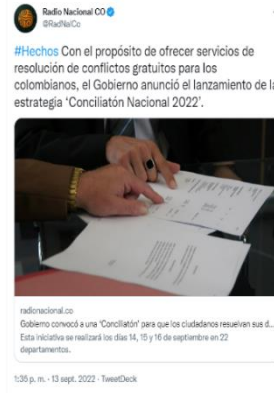 Radio Nacional CO
@RadNalCo
#Hechos Con el propósito de ofrecer servicios de
resolución de conflictos gratuitos para los
colombianos, el Gobierno anunció el lanzamiento de la
estrategia ‘Conciliatón Nacional 2022’.
radionacional.co
Gobierno convocó a una 'Conciliatón' para que los ciudadanos resuelvan sus d...
Esta iniciativa se realizará los días 14, 15 y 16 de septiembre en 22
departamentos.
1:35 p. m. · 13 sept. 2022 · TweetDeck